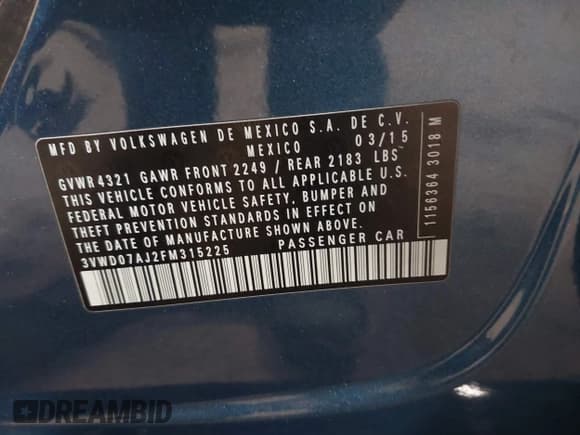 MFD BY VOLKSWAGEN DE MEXICO S.A. DE C.V.
MEXICO 03/15
GVWR 4321 GAWR FRONT 2249 / REAR 2183 LBS
THIS VEHICLE CONFORMS TO ALL APPLICABLE U.S.
FEDERAL MOTOR VEHICLE SAFETY, BUMPER AND
THEFT PREVENTION STANDARDS IN EFFECT ON
THE DATE OF MANUFACTURE SHOWN ABOVE
3VWD07AJ2FM315225 PASSENGER CAR
1156364 3018 M
DREAMBID